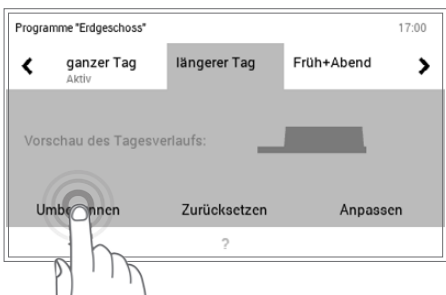 Programme "Erdgeschoss" 17:00
ganzer Tag längerer Tag Früh+Abend
Aktiv
Vorschau des Tagesverlaufs:
Umbenennen Zurücksetzen Anpassen
?